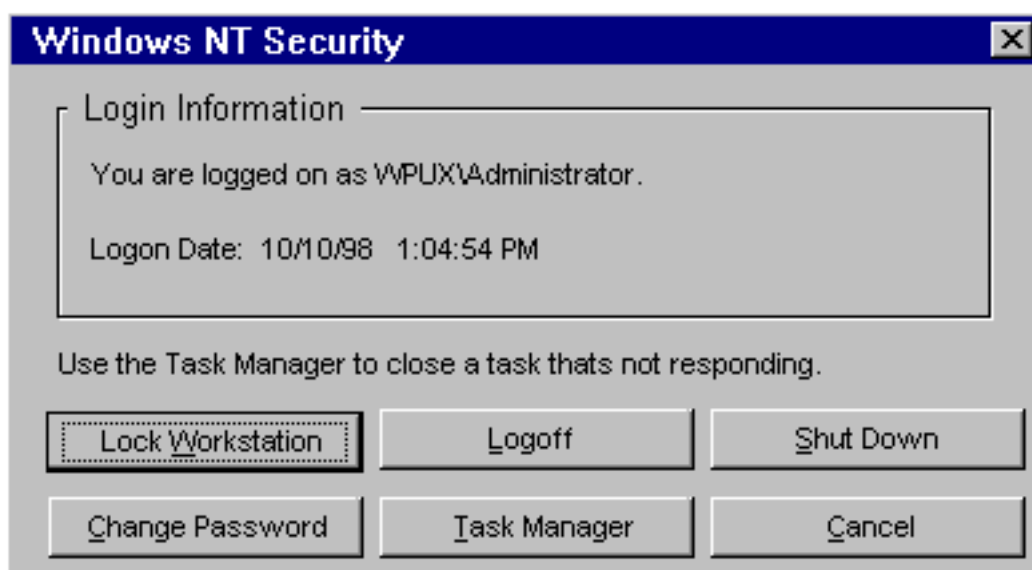 Windows NT Security
Login Information
You are logged on as WPUX\Administrator.
Logon Date: 10/10/98 1:04:54 PM
Use the Task Manager to close a task thats not responding.
Lock Workstation
Logoff
Shut Down
Change Password
Task Manager
Cancel